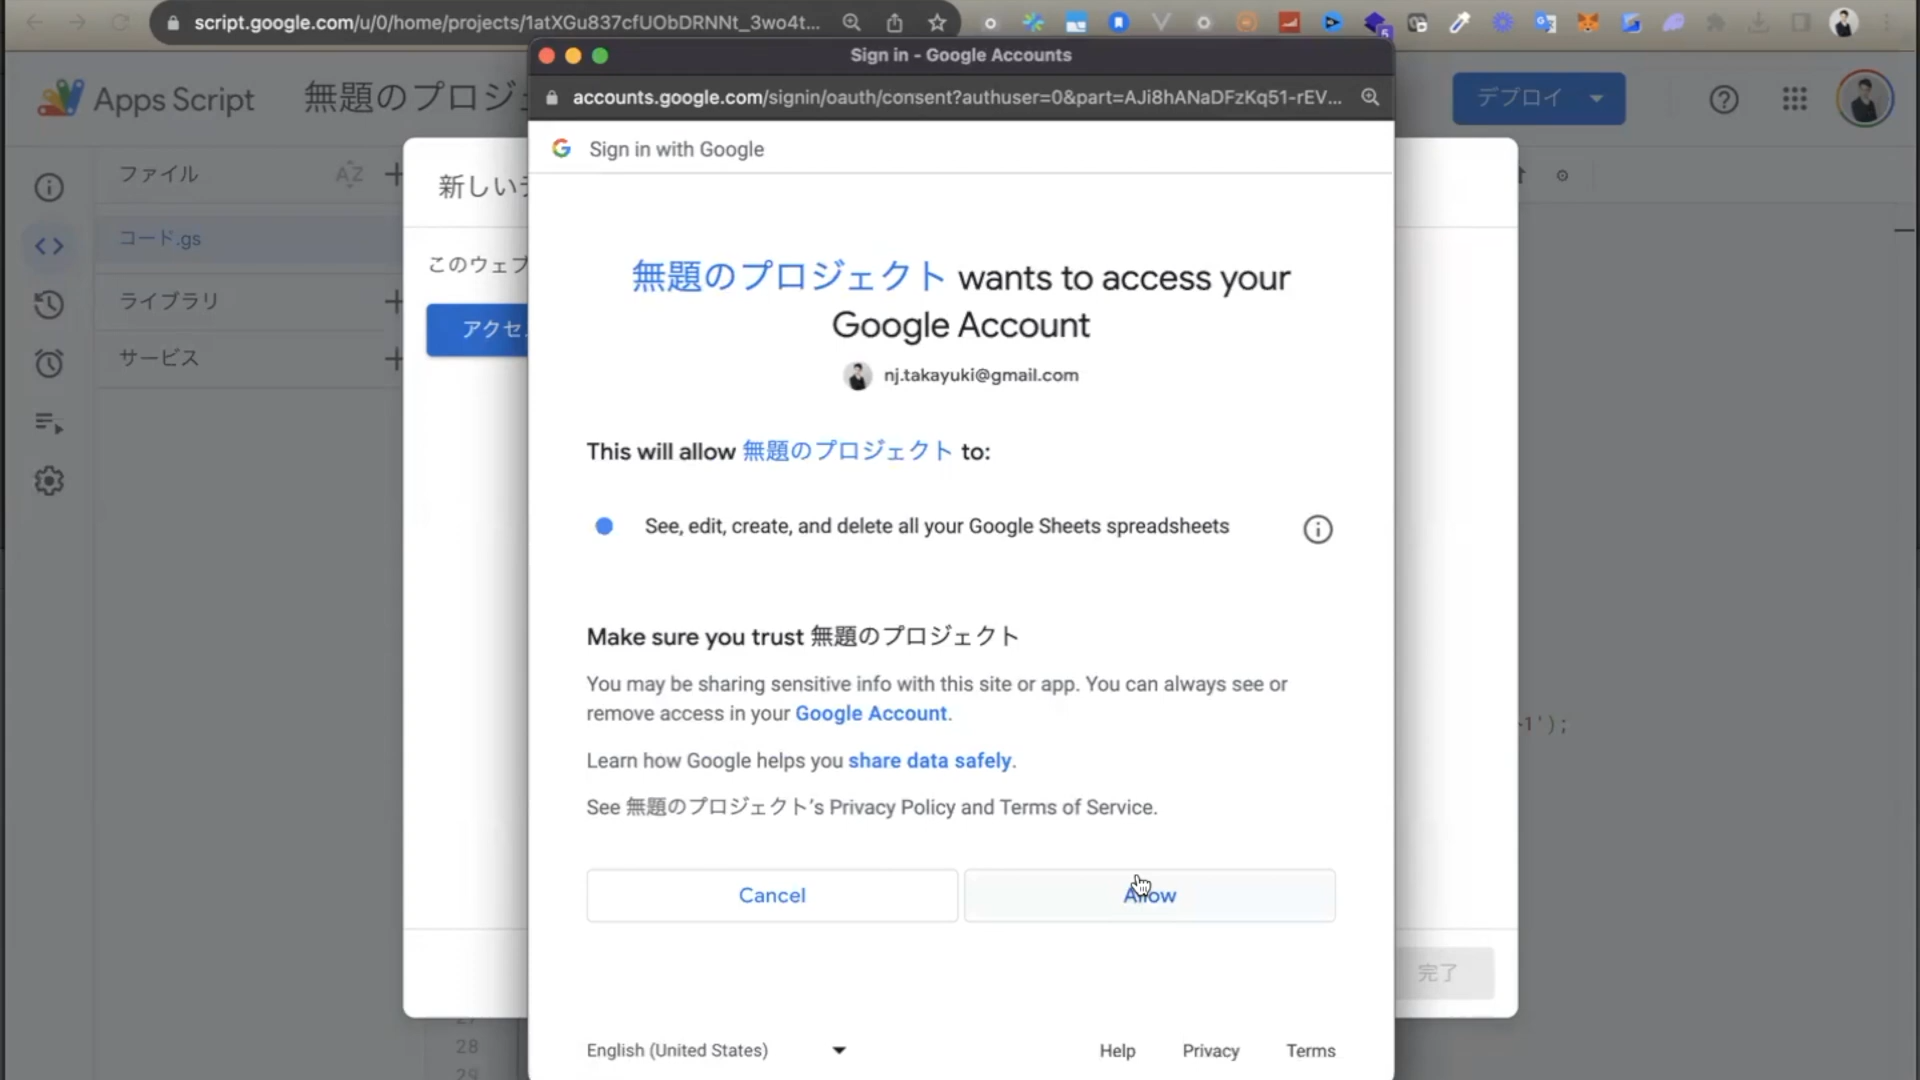 script.google.com/u/0/home/projects/1atXGu837cfUObDRNNt_3wo4t...
5
Sign in - Google Accounts
accounts.google.com/signin/oauth/consent?authuser=0&part=AJi8hANaDFzKq51-rEV...
Apps Script
無題のプロジェ
デプロイ
Sign in with Google
ファイル
AZ
新しい
コード.gs
このウェブ
ライブラリ
アクセ
サービス
無題のプロジェクト wants to access your
Google Account
nj.takayuki@gmail.com
This will allow 無題のプロジェクト to:
See, edit, create, and delete all your Google Sheets spreadsheets
Make sure you trust 無題のプロジェクト
You may be sharing sensitive info with this site or app. You can always see or
remove access in your Google Account.
1');
Learn how Google helps you share data safely.
See 無題のプロジェクト's Privacy Policy and Terms of Service.
Cancel
Allow
完了
28
English (United States)
Help
Privacy
Terms